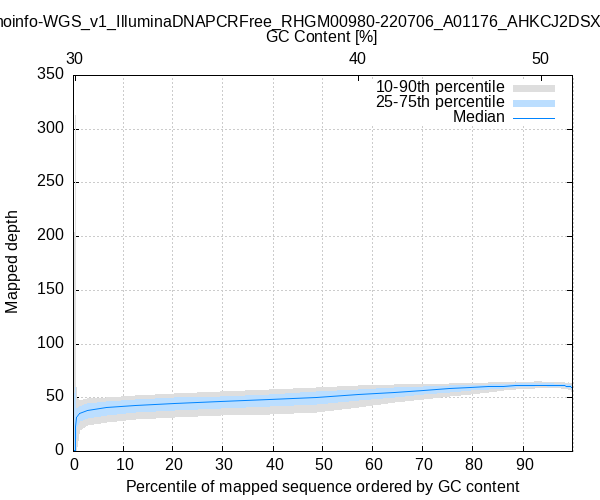 noinfo-WGS_v1_IlluminaDNAPCRFree_RHGM00980-220706_A01176_AHKCJ2DSX
GC Content [%]
30 40 50
350
300
250
200
150
100
50
0
Mapped depth
10-90th percentile
25-75th percentile
Median
0 10 20 30 40 50 60 70 80 90
Percentile of mapped sequence ordered by GC content